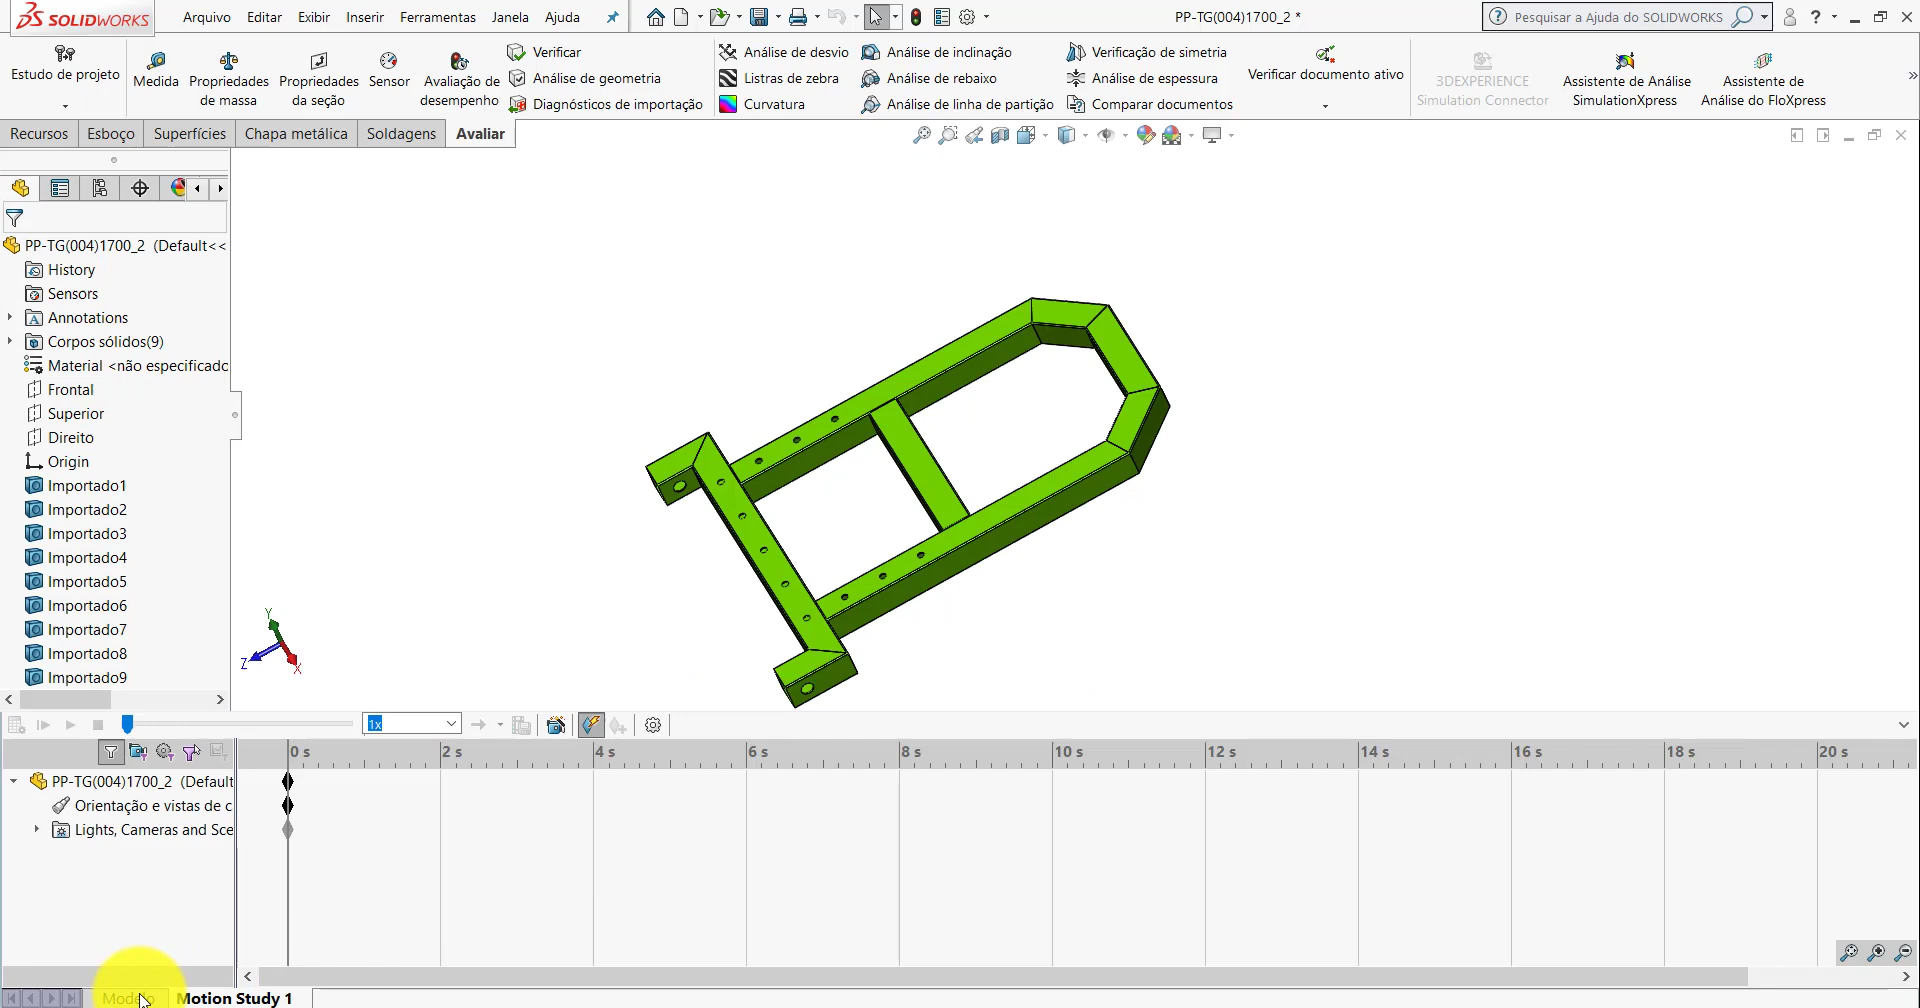 SOLIDWORKS
Arquivo Editar Exibir Inserir Ferramentas Janela Ajuda
PP-TG(004)1700_2 *
Pesquisar a Ajuda do SOLIDWORKS
Estudo de projeto
Medida
Propriedades de massa
Propriedades da seção
Sensor
Avaliação de desempenho
Verificar
Análise de geometria
Diagnósticos de importação
Análise de desvio
Listras de zebra
Curvatura
Análise de inclinação
Análise de rebaixo
Análise de linha de partição
Verificação de simetria
Análise de espessura
Comparar documentos
Verificar documento ativo
3DEXPERIENCE
Simulation Connector
Assistente de Análise
SimulationXpress
Assistente de
Análise do FloXpress
Recursos Esboço Superfícies Chapa metálica Soldagens Avaliar
PP-TG(004)1700_2 (Default<<
History
Sensors
Annotations
Corpos sólidos(9)
Material <não especificado
Frontal
Superior
Direito
Origin
Importado1
Importado2
Importado3
Importado4
Importado5
Importado6
Importado7
Importado8
Importado9
Y
Z
X
1x
0 s 2 s 4 s 6 s 8 s 10 s 12 s 14 s 16 s 18 s 20 s
PP-TG(004)1700_2 (Default
Orientação e vistas de c
Lights, Cameras and Sce
Modelo Motion Study 1